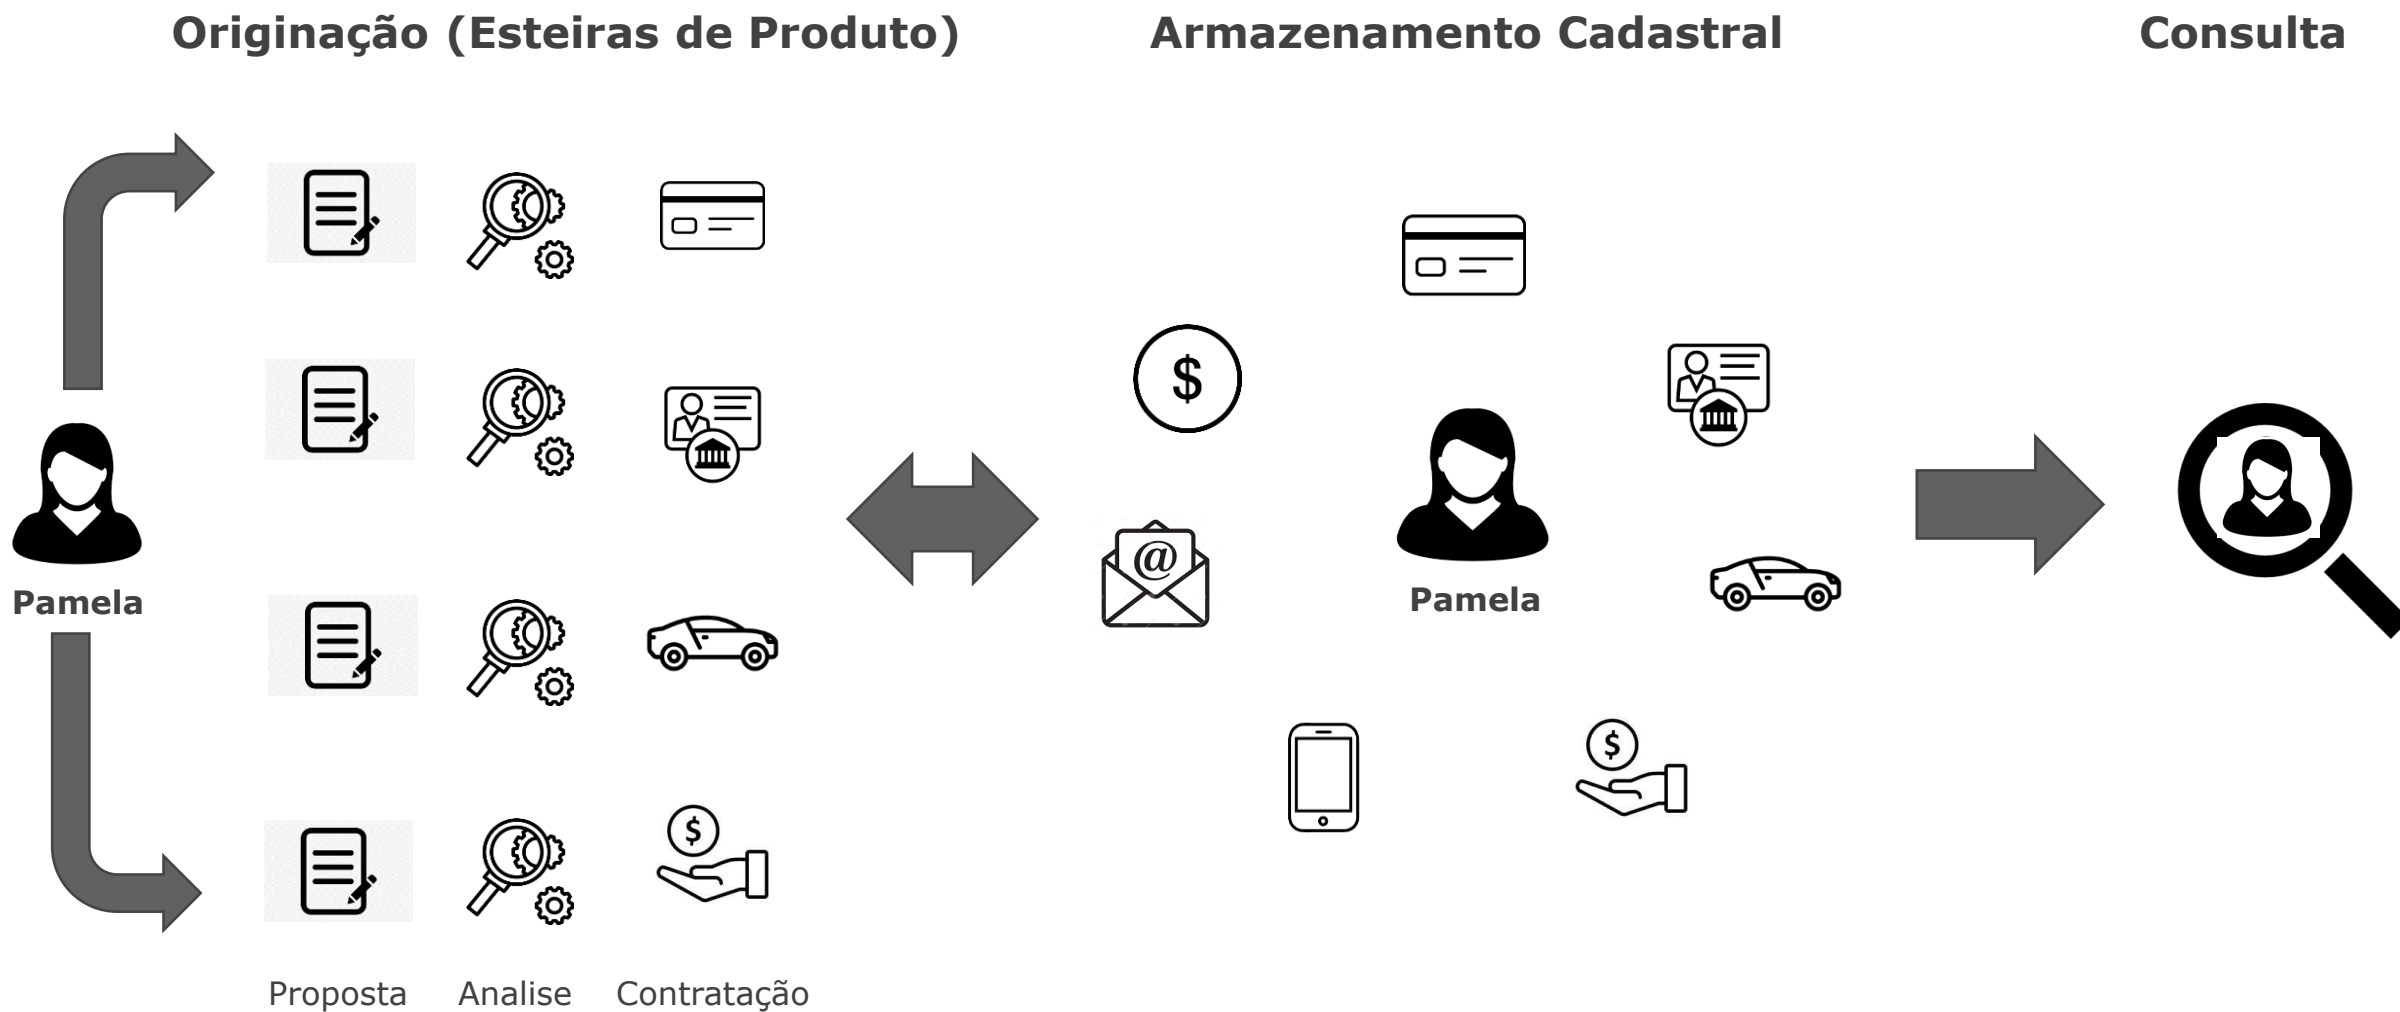 Originação (Esteiras de Produto)
Armazenamento Cadastral
Consulta
$
@
Pamela
Pamela
$
$
Proposta
Analise
Contratação